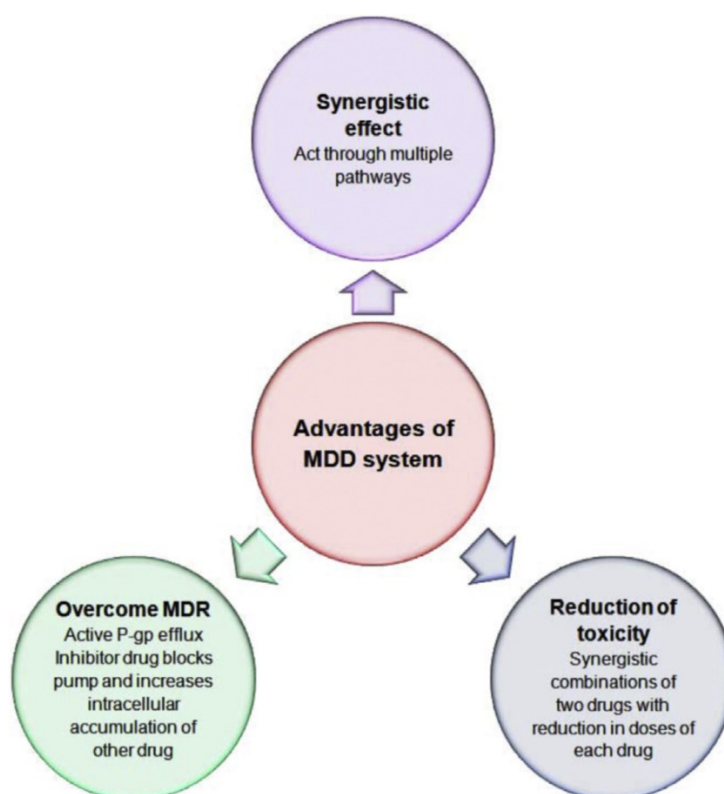 Synergistic
effect
Act through multiple
pathways
Advantages of
MDD system
Overcome MDR
Active P-gp efflux
Inhibitor drug blocks
pump and increases
intracellular
accumulation of
other drug
Reduction of
toxicity
Synergistic
combinations of
two drugs with
reduction in doses of
each drug